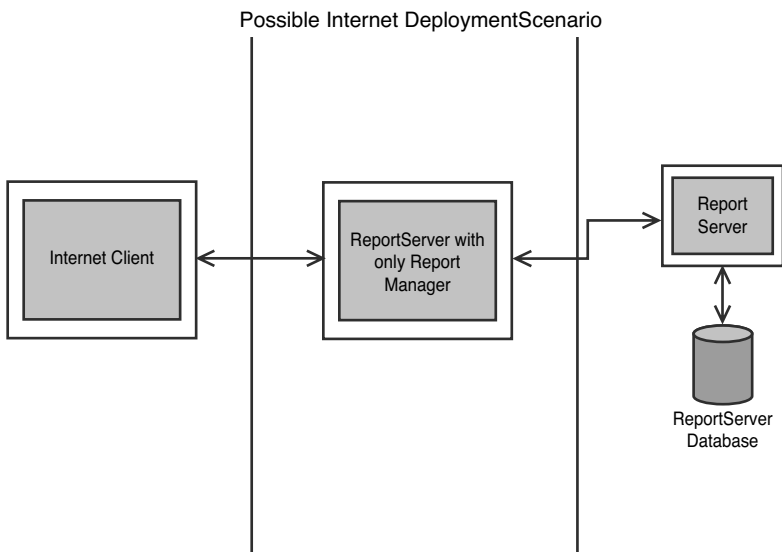 Possible Internet DeploymentScenario
Internet Client
ReportServer with
only Report
Manager
Report
Server
ReportServer
Database